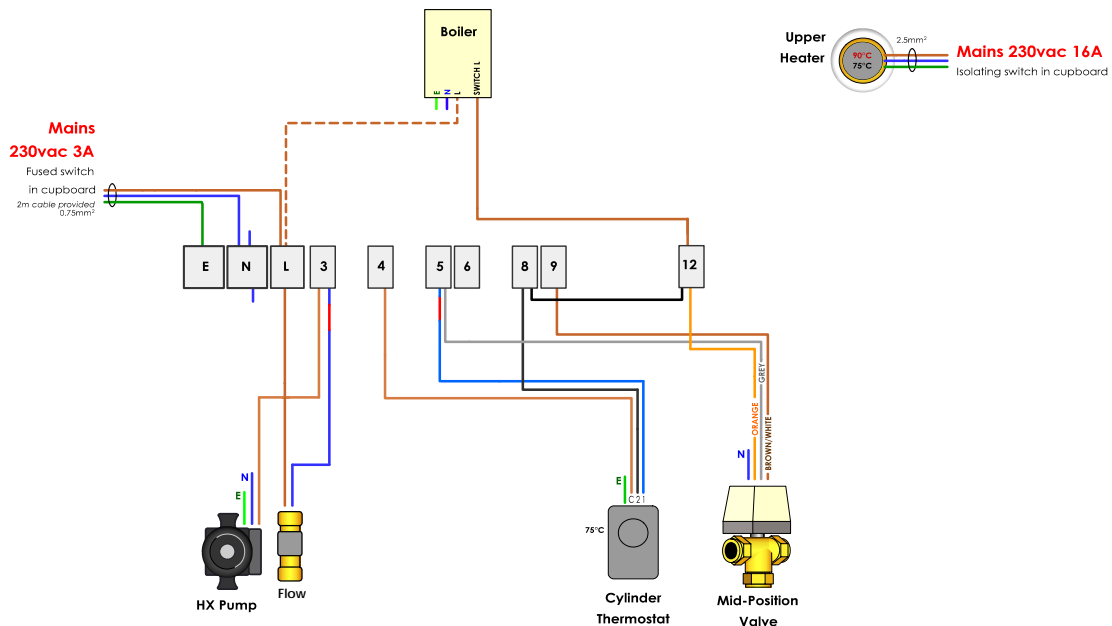 Boiler
E N L SWITCH L
Upper
Heater
90°C
75°C
2.5mm²
Mains 230vac 16A
Isolating switch in cupboard
Mains
230vac 3A
Fused switch
in cupboard
2m cable provided
0.75mm²
E N L 3 4 5 6 8 9 12
GREY
ORANGE
BROWN/WHITE
N
E
N
E
C 2 1
75°C
HX Pump
Flow
Cylinder
Thermostat
Mid-Position
Valve